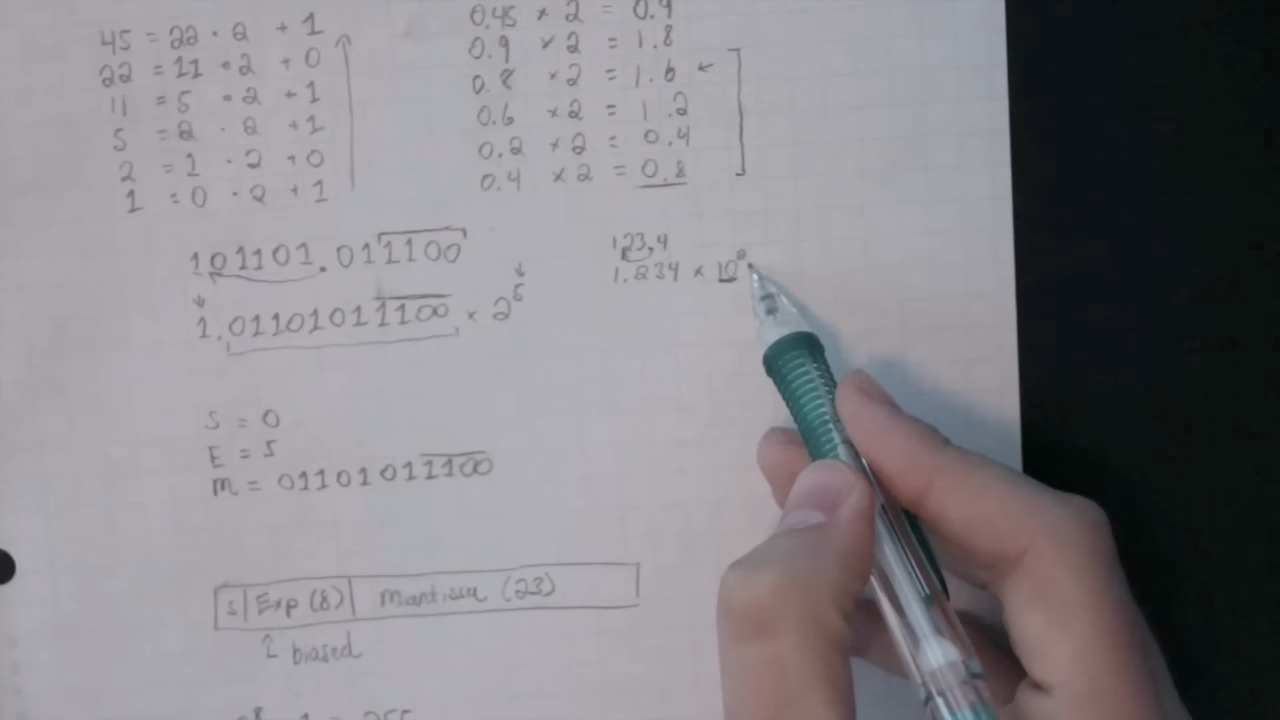 45 = 22 · 2 + 1
22 = 11 · 2 + 0
11 = 5 · 2 + 1
5 = 2 · 2 + 1
2 = 1 · 2 + 0
1 = 0 · 2 + 1
0.45 × 2 = 0.9
0.9 × 2 = 1.8
0.8 × 2 = 1.6 ←
0.6 × 2 = 1.2
0.2 × 2 = 0.4
0.4 × 2 = 0.8
101101.011100
1.01101011100 × 2^5
123.4
1.234 × 10
S = 0
E = 5
m = 01101011100
s | Exp (8) | Mantissa (23)
biased
1 = 255